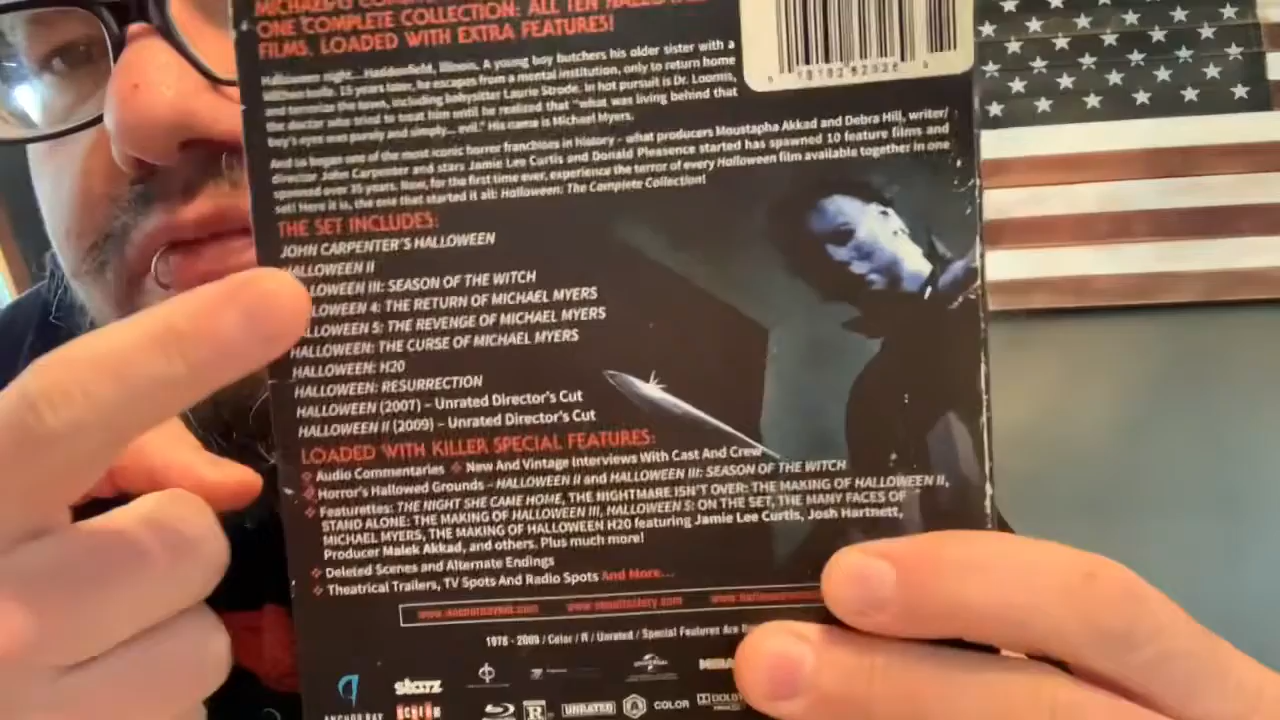 MICHAEL'S
ONE COMPLETE COLLECTION: ALL TEN HALLOWEEN
FILMS, LOADED WITH EXTRA FEATURES!
Halloween night... Haddonfield, Illinois. A young boy butchers his older sister with a
kitchen knife. 15 years later, he escapes from a mental institution, only to return home
and terrorize the town, including babysitter Laurie Strode. In hot pursuit is Dr. Loomis,
the doctor who tried to treat him until he realized that "what was living behind that
boy's eyes was purely and simply... evil." His name is Michael Myers.
And so began one of the most iconic horror franchises in history – what producers Moustapha Akkad and Debra Hill, writer/
director John Carpenter and stars Jamie Lee Curtis and Donald Pleasence started has spawned 10 feature films and
spanned over 35 years. Now, for the first time ever, experience the terror of every Halloween film available together in one
set! Here it is, the one that started it all: Halloween: The Complete Collection!
THE SET INCLUDES:
JOHN CARPENTER'S HALLOWEEN
HALLOWEEN II
LOWEEN III: SEASON OF THE WITCH
LOWEEN 4: THE RETURN OF MICHAEL MYERS
LLOWEEN 5: THE REVENGE OF MICHAEL MYERS
HALLOWEEN: THE CURSE OF MICHAEL MYERS
HALLOWEEN: H20
HALLOWEEN: RESURRECTION
HALLOWEEN (2007) – Unrated Director's Cut
HALLOWEEN II (2009) – Unrated Director's Cut
LOADED WITH KILLER SPECIAL FEATURES:
Audio Commentaries New And Vintage Interviews With Cast And Crew
Horror's Hallowed Grounds – HALLOWEEN II and HALLOWEEN III: SEASON OF THE WITCH
Featurettes: THE NIGHT SHE CAME HOME, THE NIGHTMARE ISN'T OVER: THE MAKING OF HALLOWEEN II,
STAND ALONE: THE MAKING OF HALLOWEEN III, HALLOWEEN 5: ON THE SET, THE MANY FACES OF
MICHAEL MYERS, THE MAKING OF HALLOWEEN H20 featuring Jamie Lee Curtis, Josh Hartnett,
Producer Malek Akkad, and others. Plus much more!
Deleted Scenes and Alternate Endings
Theatrical Trailers, TV Spots And Radio Spots And More...
www.anchorbayent.com www.shoutfactory.com
1978 - 2009 / Color / R / Unrated / Special Features Are
starz
UNIVERSAL
ANCHOR BAY
R
UNRATED
COLOR
DOLBY